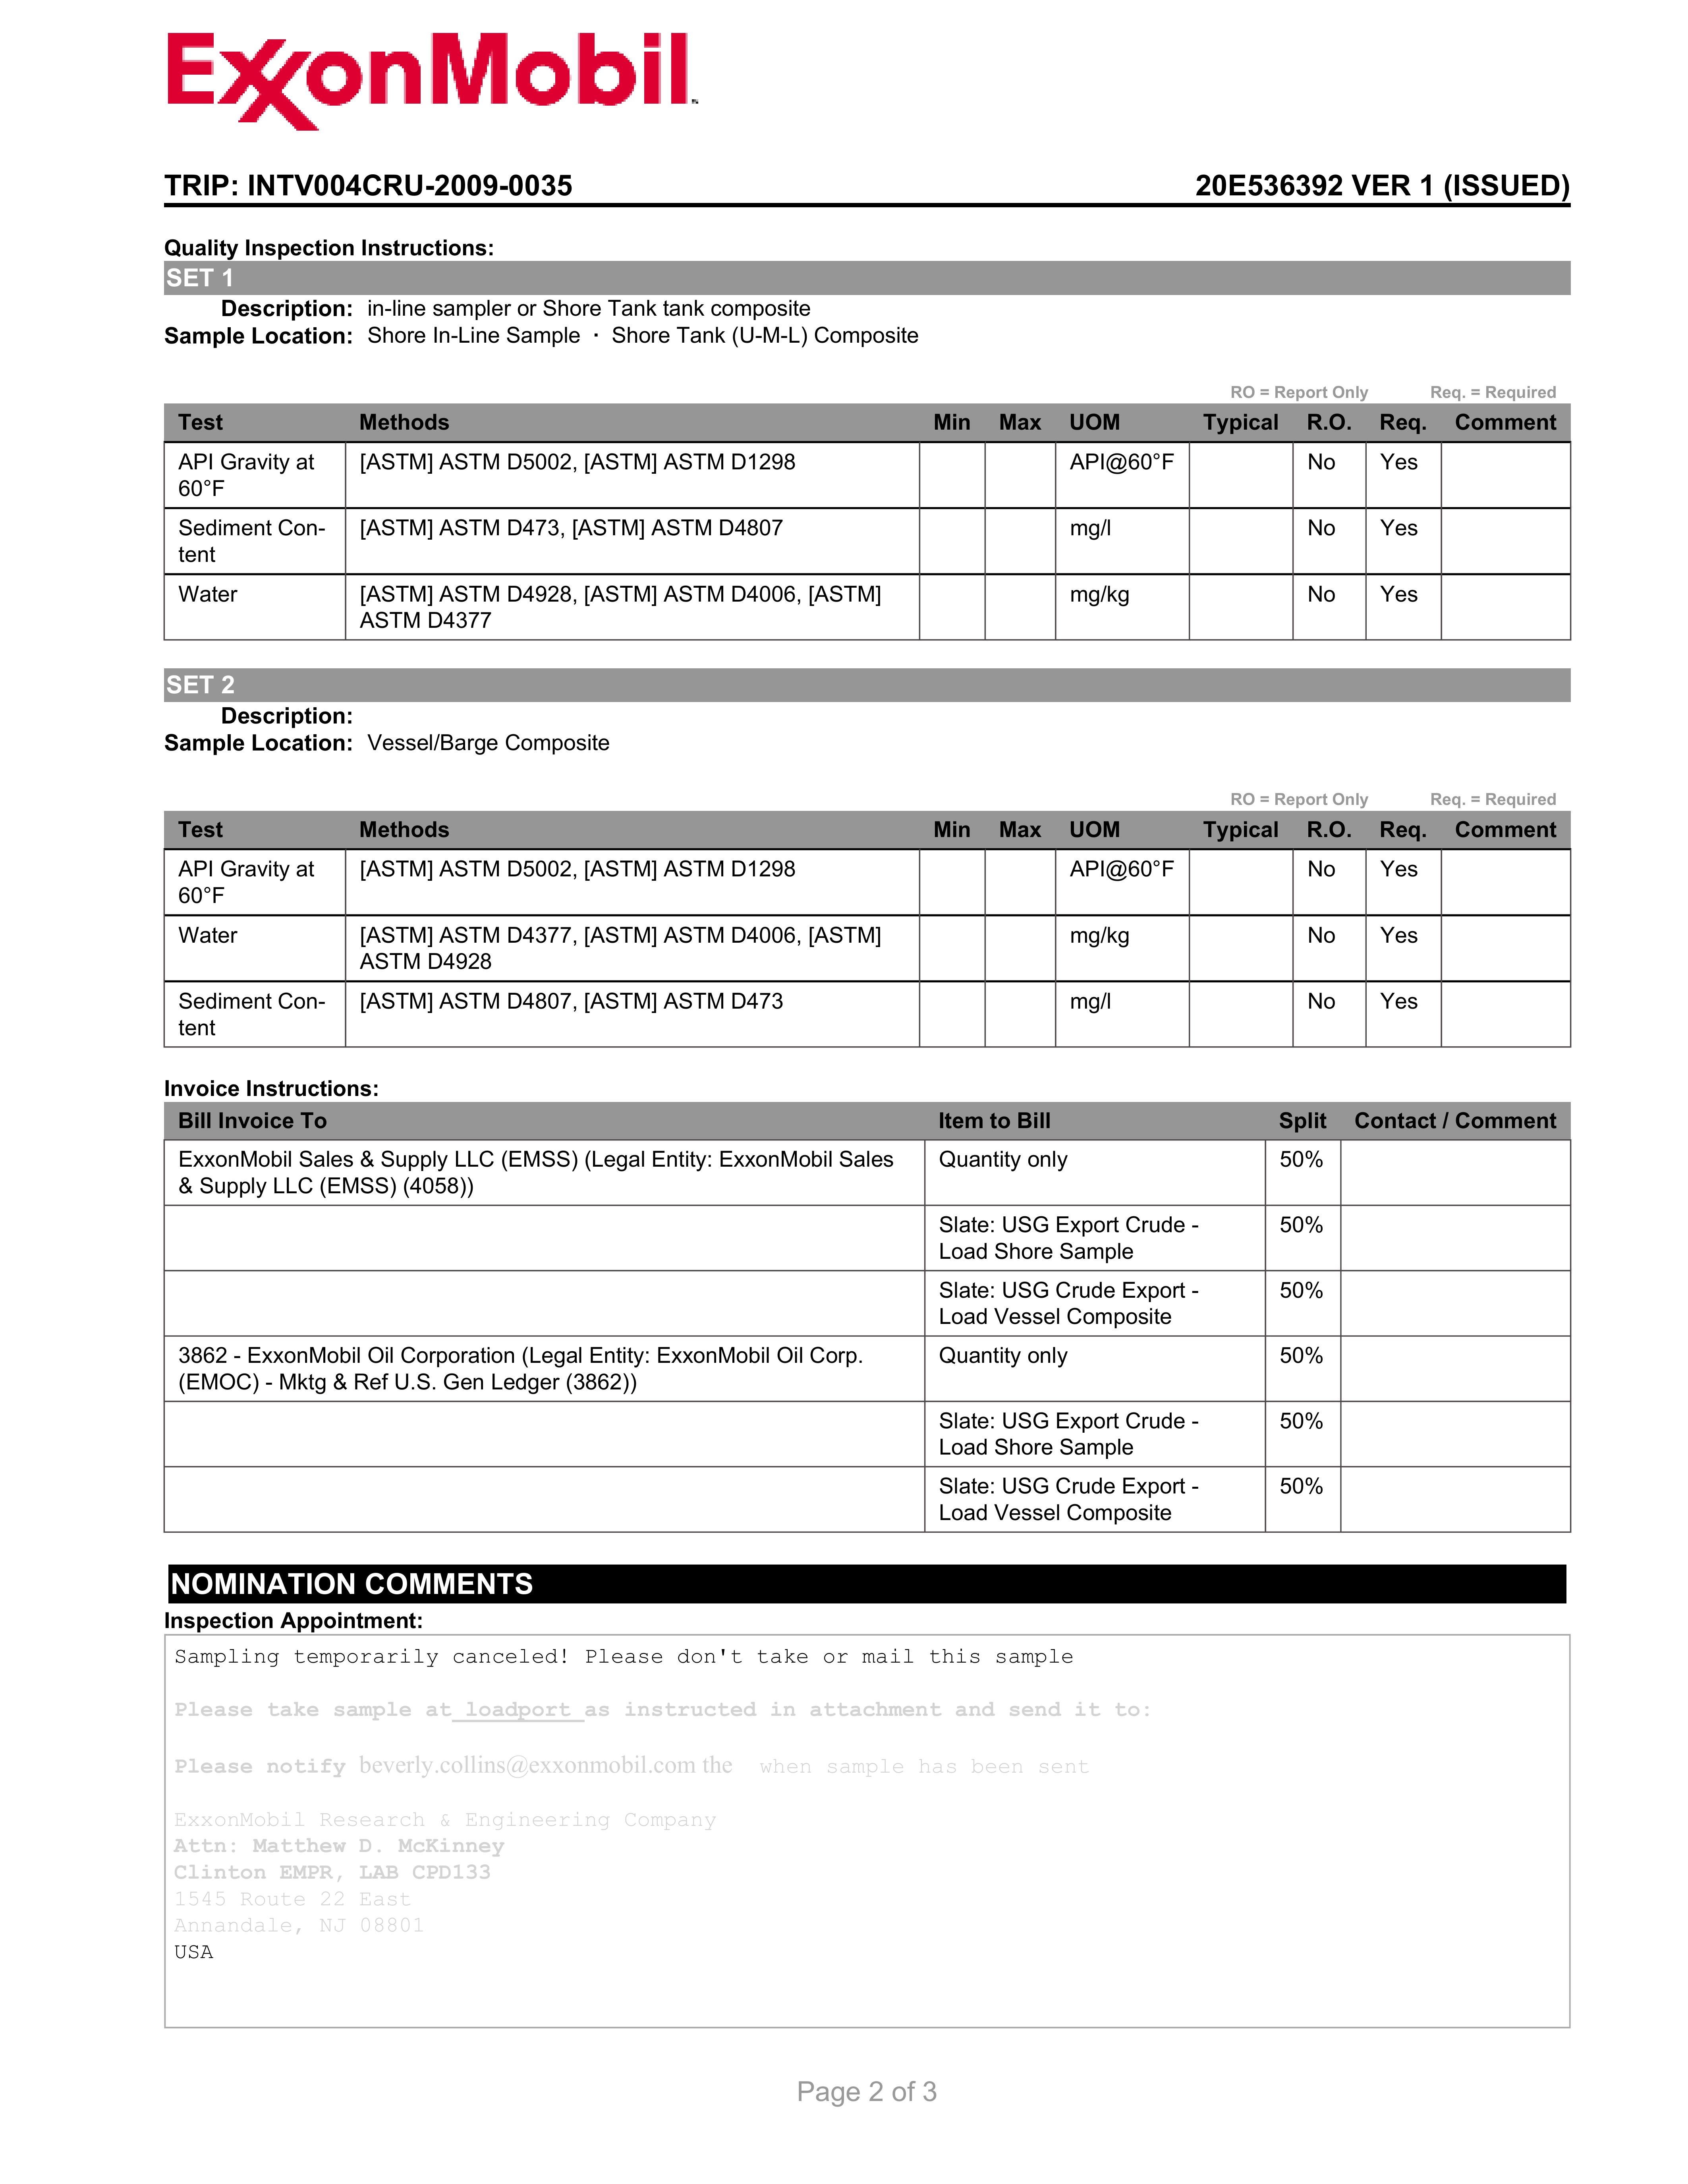 ExxonMobil
TRIP: INTV004CRU-2009-0035 20E536392 VER 1 (ISSUED)
Quality Inspection Instructions:
SET 1
Description: in-line sampler or Shore Tank tank composite
Sample Location: Shore In-Line Sample · Shore Tank (U-M-L) Composite
RO = Report Only Req. = Required
Test Methods Min Max UOM Typical R.O. Req. Comment
API Gravity at [ASTM] ASTM D5002, [ASTM] ASTM D1298 API@60°F No Yes
60°F
Sediment Con- [ASTM] ASTM D473, [ASTM] ASTM D4807 mg/l No Yes
tent
Water [ASTM] ASTM D4928, [ASTM] ASTM D4006, [ASTM] mg/kg No Yes
ASTM D4377
SET 2
Description:
Sample Location: Vessel/Barge Composite
RO = Report Only Req. = Required
Test Methods Min Max UOM Typical R.O. Req. Comment
API Gravity at [ASTM] ASTM D5002, [ASTM] ASTM D1298 API@60°F No Yes
60°F
Water [ASTM] ASTM D4377, [ASTM] ASTM D4006, [ASTM] mg/kg No Yes
ASTM D4928
Sediment Con- [ASTM] ASTM D4807, [ASTM] ASTM D473 mg/l No Yes
tent
Invoice Instructions:
Bill Invoice To Item to Bill Split Contact / Comment
ExxonMobil Sales & Supply LLC (EMSS) (Legal Entity: ExxonMobil Sales Quantity only 50%
& Supply LLC (EMSS) (4058))
Slate: USG Export Crude - 50%
Load Shore Sample
Slate: USG Crude Export - 50%
Load Vessel Composite
3862 - ExxonMobil Oil Corporation (Legal Entity: ExxonMobil Oil Corp. Quantity only 50%
(EMOC) - Mktg & Ref U.S. Gen Ledger (3862))
Slate: USG Export Crude - 50%
Load Shore Sample
Slate: USG Crude Export - 50%
Load Vessel Composite
NOMINATION COMMENTS
Inspection Appointment:
Sampling temporarily canceled! Please don't take or mail this sample
Please take sample at loadport as instructed in attachment and send it to:
Please notify beverly.collins@exxonmobil.com the when sample has been sent
ExxonMobil Research & Engineering Company
Attn: Matthew D. McKinney
Clinton EMPR, LAB CPD133
1545 Route 22 East
Annandale, NJ 08801
USA
Page 2 of 3